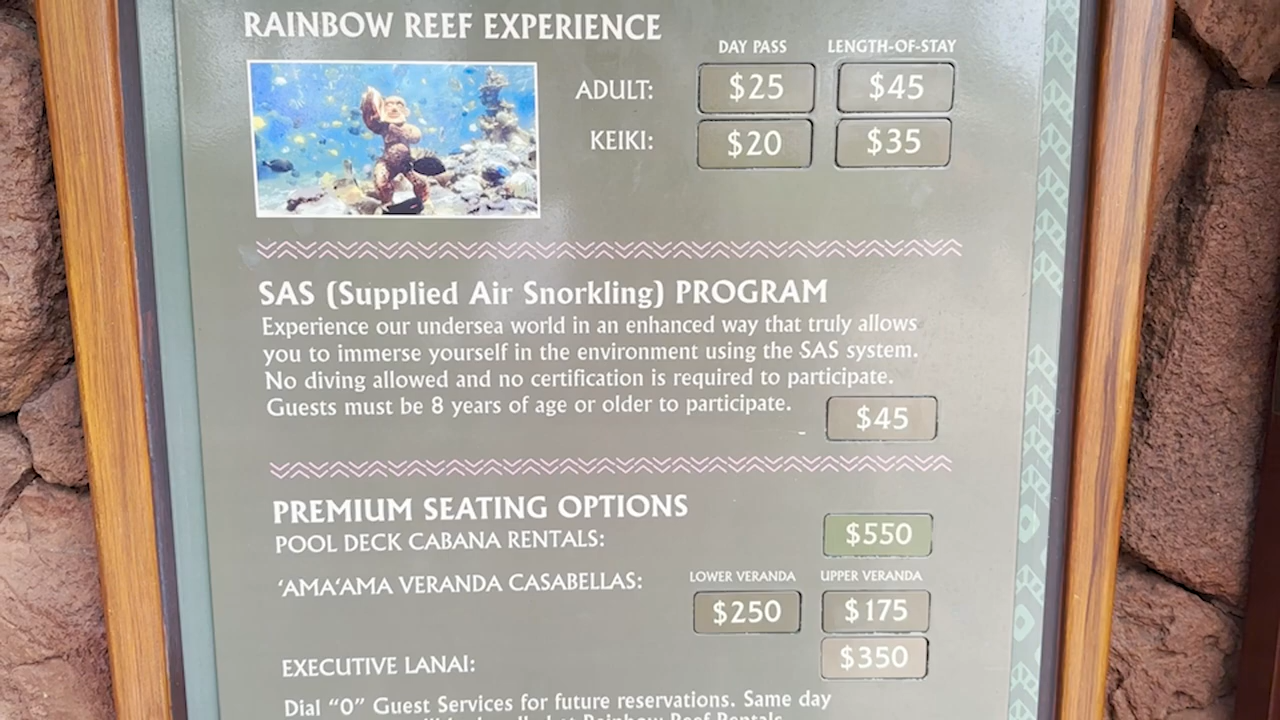 RAINBOW REEF EXPERIENCE
DAY PASS LENGTH-OF-STAY
ADULT: $25 $45
KEIKI: $20 $35
SAS (Supplied Air Snorkling) PROGRAM
Experience our undersea world in an enhanced way that truly allows
you to immerse yourself in the environment using the SAS system.
No diving allowed and no certification is required to participate.
Guests must be 8 years of age or older to participate.
$45
PREMIUM SEATING OPTIONS
POOL DECK CABANA RENTALS: $550
LOWER VERANDA UPPER VERANDA
‘AMA‘AMA VERANDA CASABELLAS: $250 $175
EXECUTIVE LANAI: $350
Dial “0” Guest Services for future reservations. Same day
Rainbow Reef Rentals